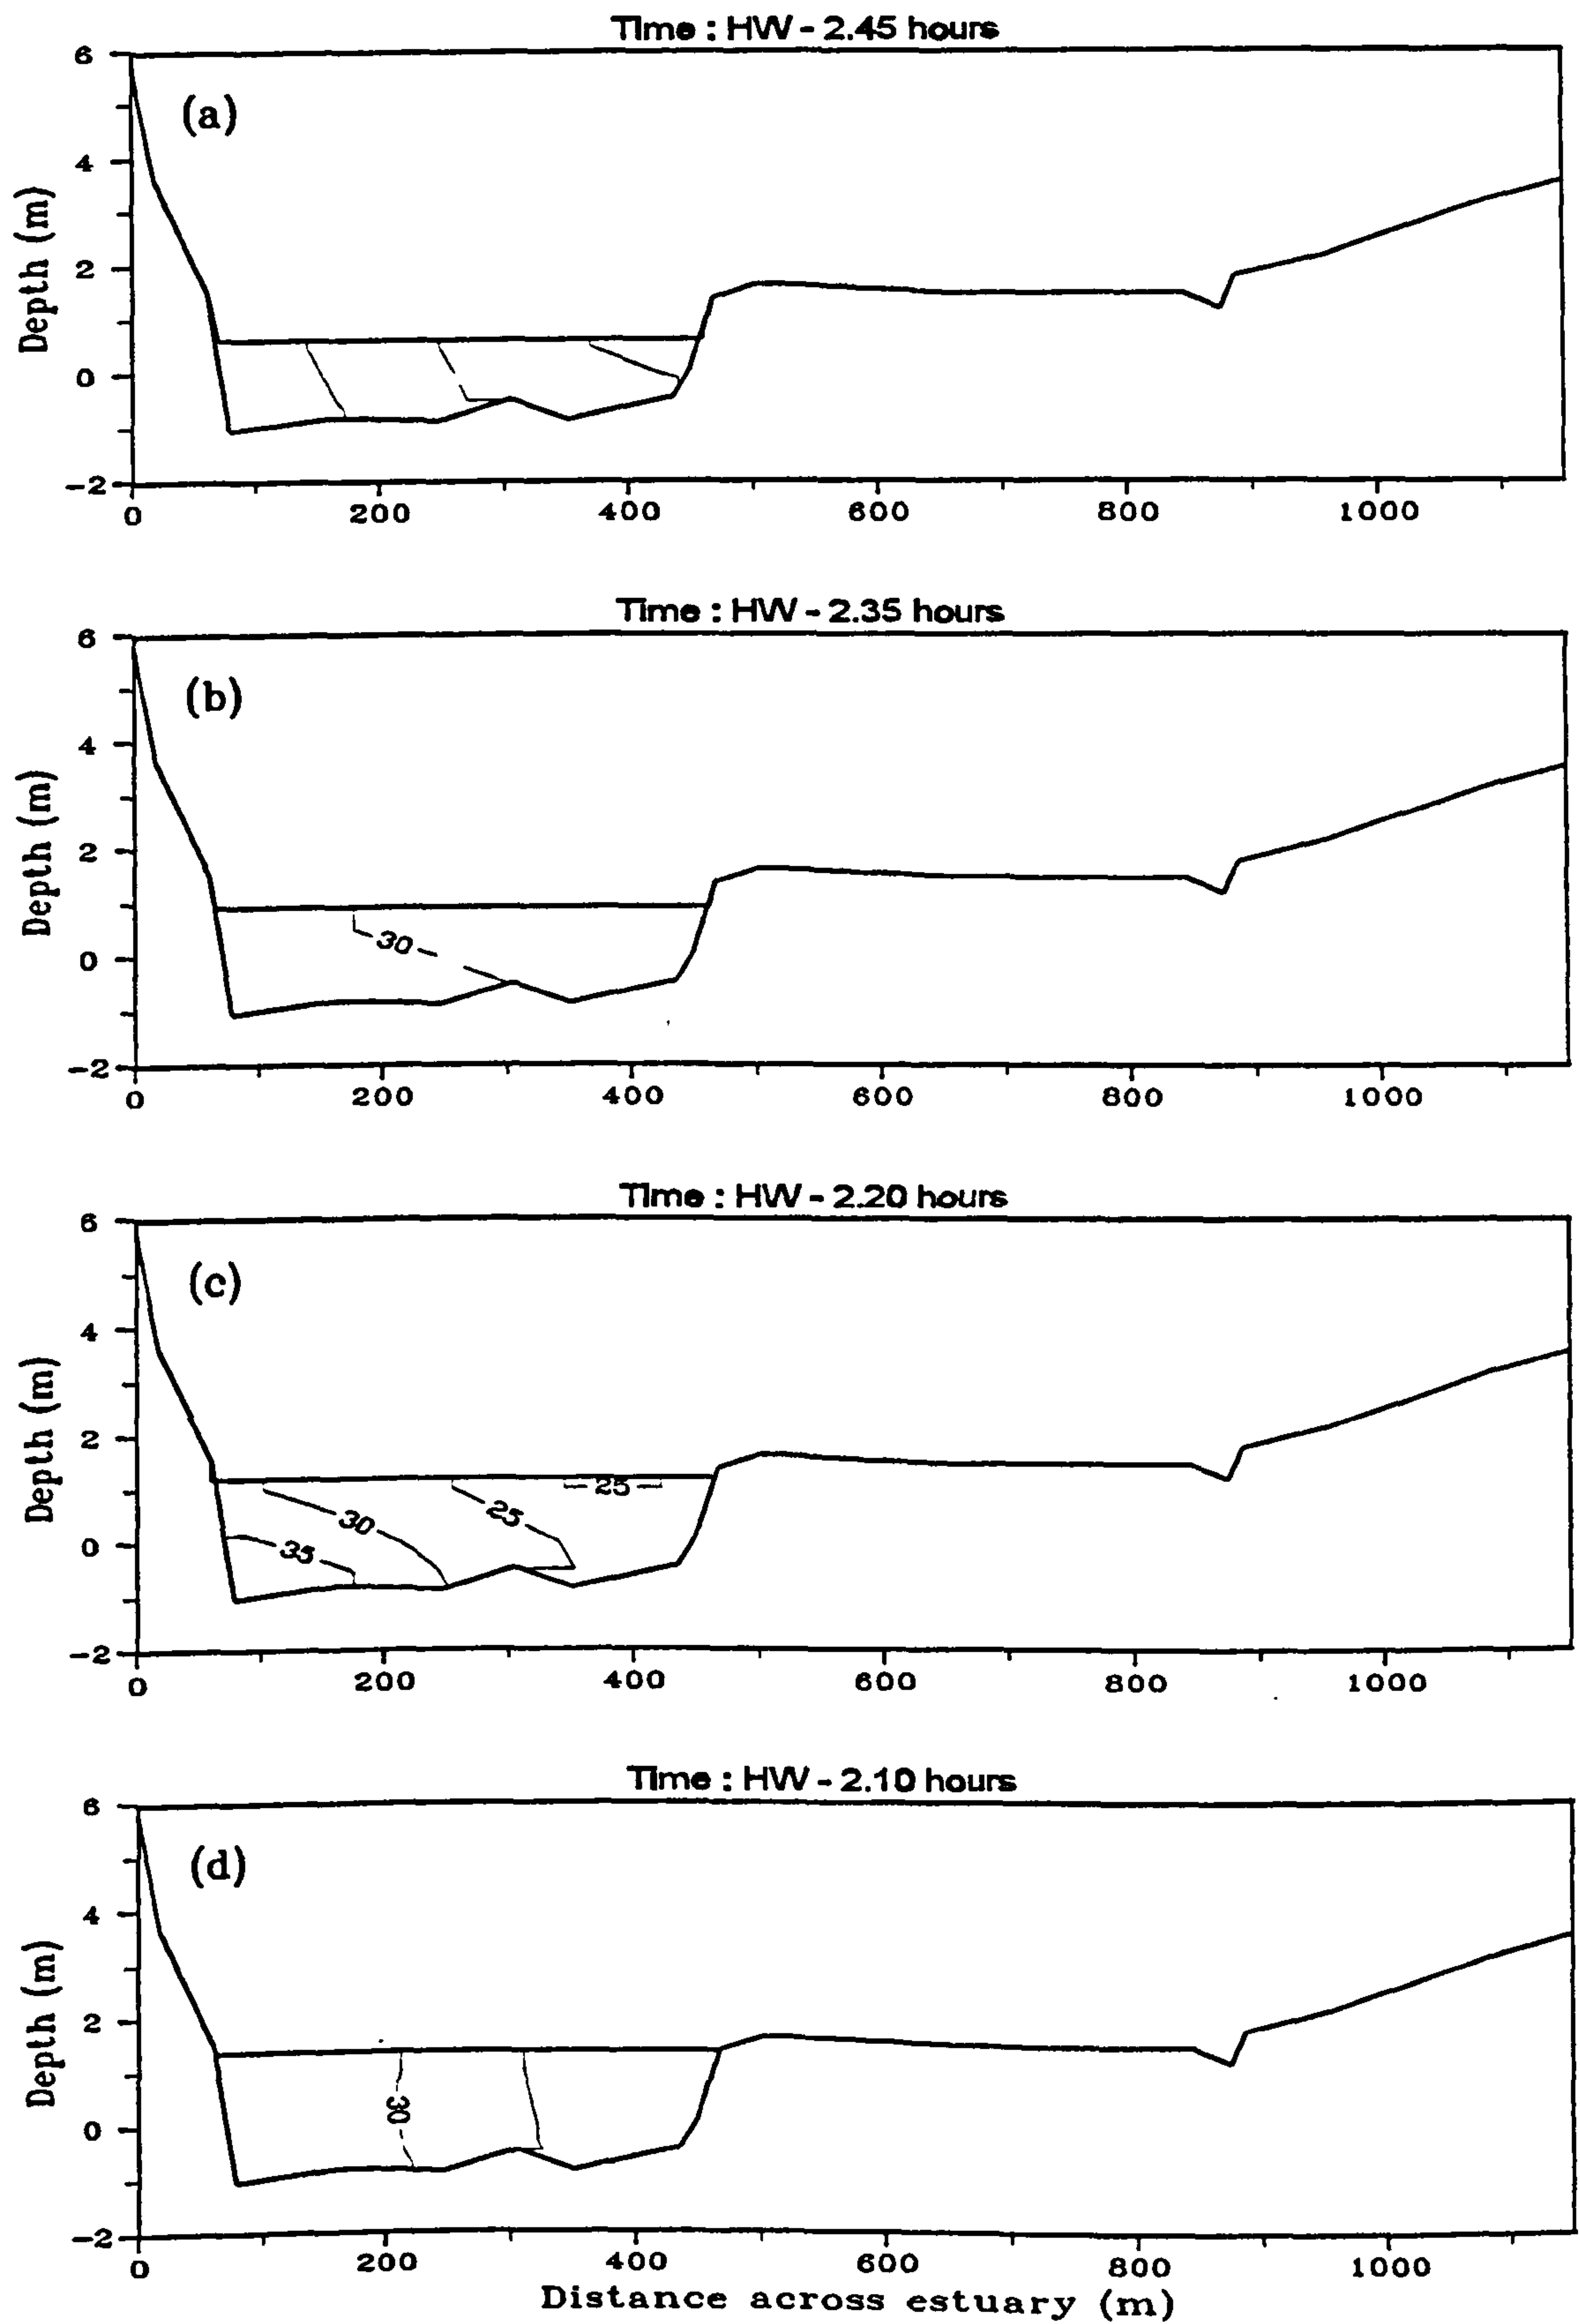 Time : HW - 2.45 hours
(a)
6
4
2
0
-2
Depth (m)
0 200 400 600 800 1000
Time : HW - 2.35 hours
(b)
6
4
2
0
-2
Depth (m)
30
0 200 400 600 800 1000
Time : HW - 2.20 hours
(c)
6
4
2
0
-2
Depth (m)
25
25
30
35
0 200 400 600 800 1000
Time : HW - 2.10 hours
(d)
6
4
2
0
-2
Depth (m)
30
0 200 400 600 800 1000
Distance across estuary (m)